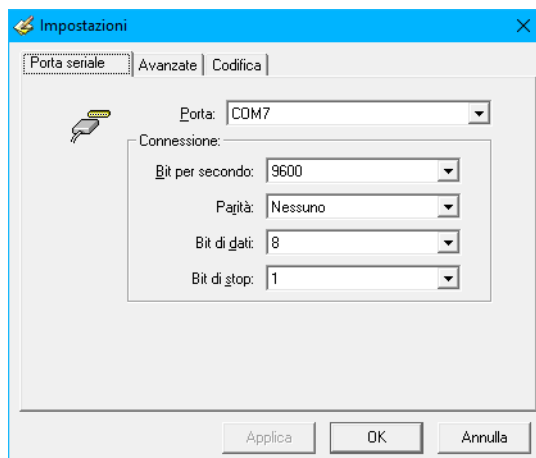 Impostazioni
Porta seriale Avanzate Codifica
Porta: COM7
Connessione:
Bit per secondo: 9600
Parità: Nessuno
Bit di dati: 8
Bit di stop: 1
Applica OK Annulla